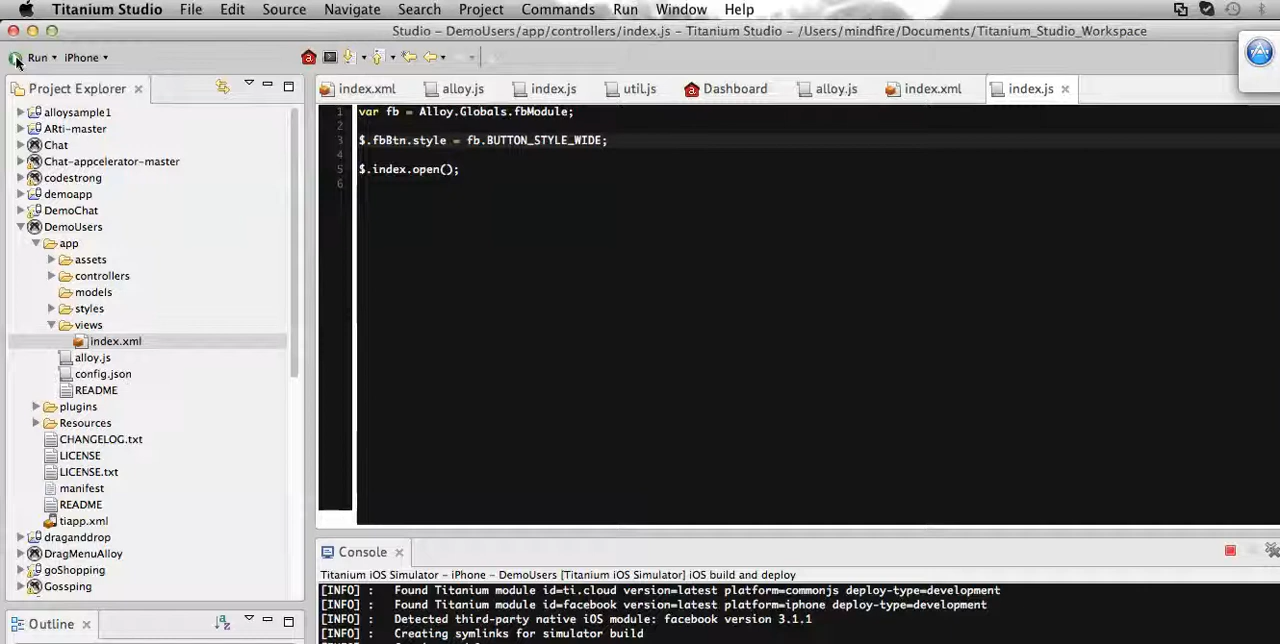 Titanium Studio File Edit Source Navigate Search Project Commands Run Window Help
Studio - DemoUsers/app/controllers/index.js - Titanium Studio - /Users/mindfire/Documents/Titanium_Studio_Workspace
Run iPhone
Project Explorer
index.xml alloy.js index.js util.js Dashboard alloy.js index.xml index.js
alloysample1
ARti-master
Chat
Chat-appcelerator-master
codestrong
demoapp
DemoChat
DemoUsers
app
assets
controllers
models
styles
views
index.xml
alloy.js
config.json
README
plugins
Resources
CHANGELOG.txt
LICENSE
LICENSE.txt
manifest
README
tiapp.xml
draganddrop
DragMenuAlloy
goShopping
Gossping
Outline
1 var fb = Alloy.Globals.fbModule;
2
3 $.fbBtn.style = fb.BUTTON_STYLE_WIDE;
4
5 $.index.open();
6
Console
Titanium iOS Simulator - iPhone - DemoUsers [Titanium iOS Simulator] iOS build and deploy
[INFO] : Found Titanium module id=ti.cloud version=latest platform=commonjs deploy-type=development
[INFO] : Found Titanium module id=facebook version=latest platform=iphone deploy-type=development
[INFO] : Detected third-party native iOS module: facebook version 3.1.1
[INFO] : Creating symlinks for simulator build